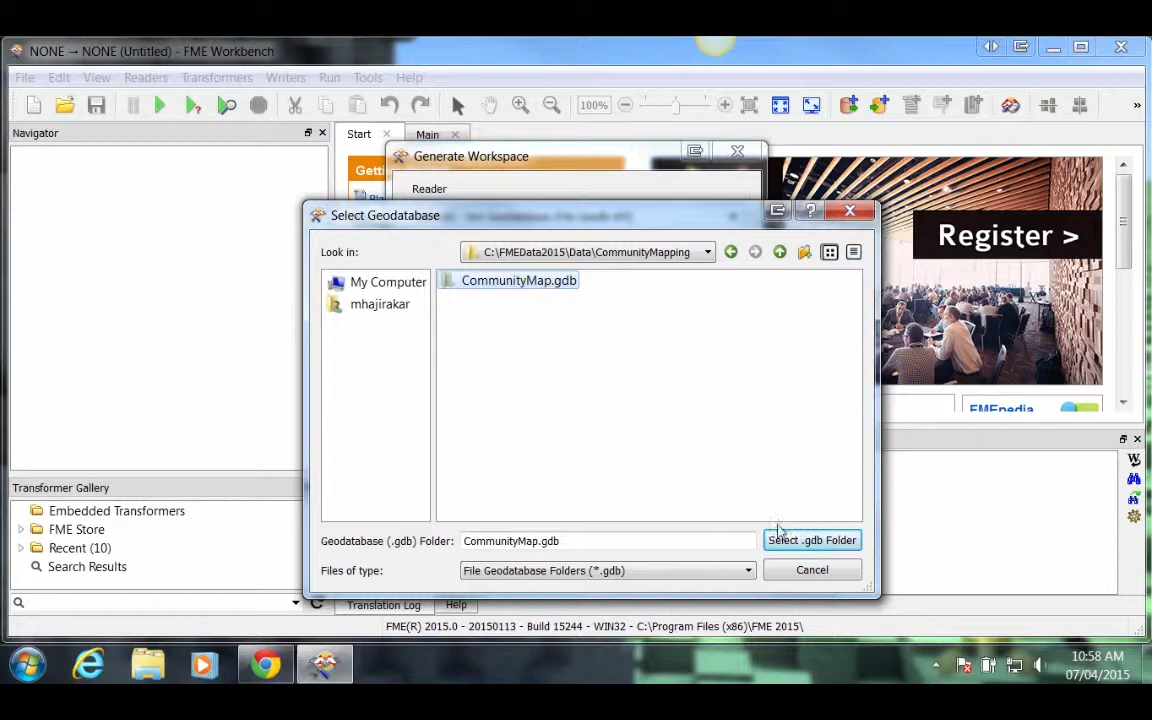 NONE → NONE (Untitled) - FME Workbench
File Edit View Readers Transformers Writers Run Tools Help
100%
»
Navigator
Start
Main
Generate Workspace
Getti
Reader
Select Geodatabase
Register >
Look in:
C:\FMEData2015\Data\CommunityMapping
My Computer
CommunityMap.gdb
mhajirakar
FMEpedia
Transformer Gallery
Embedded Transformers
FME Store
Recent (10)
Search Results
Geodatabase (.gdb) Folder:
CommunityMap.gdb
Select .gdb Folder
Files of type:
File Geodatabase Folders (*.gdb)
Cancel
Translation Log
Help
FME(R) 2015.0 - 20150113 - Build 15244 - WIN32 - C:\Program Files (x86)\FME 2015\
10:58 AM
07/04/2015